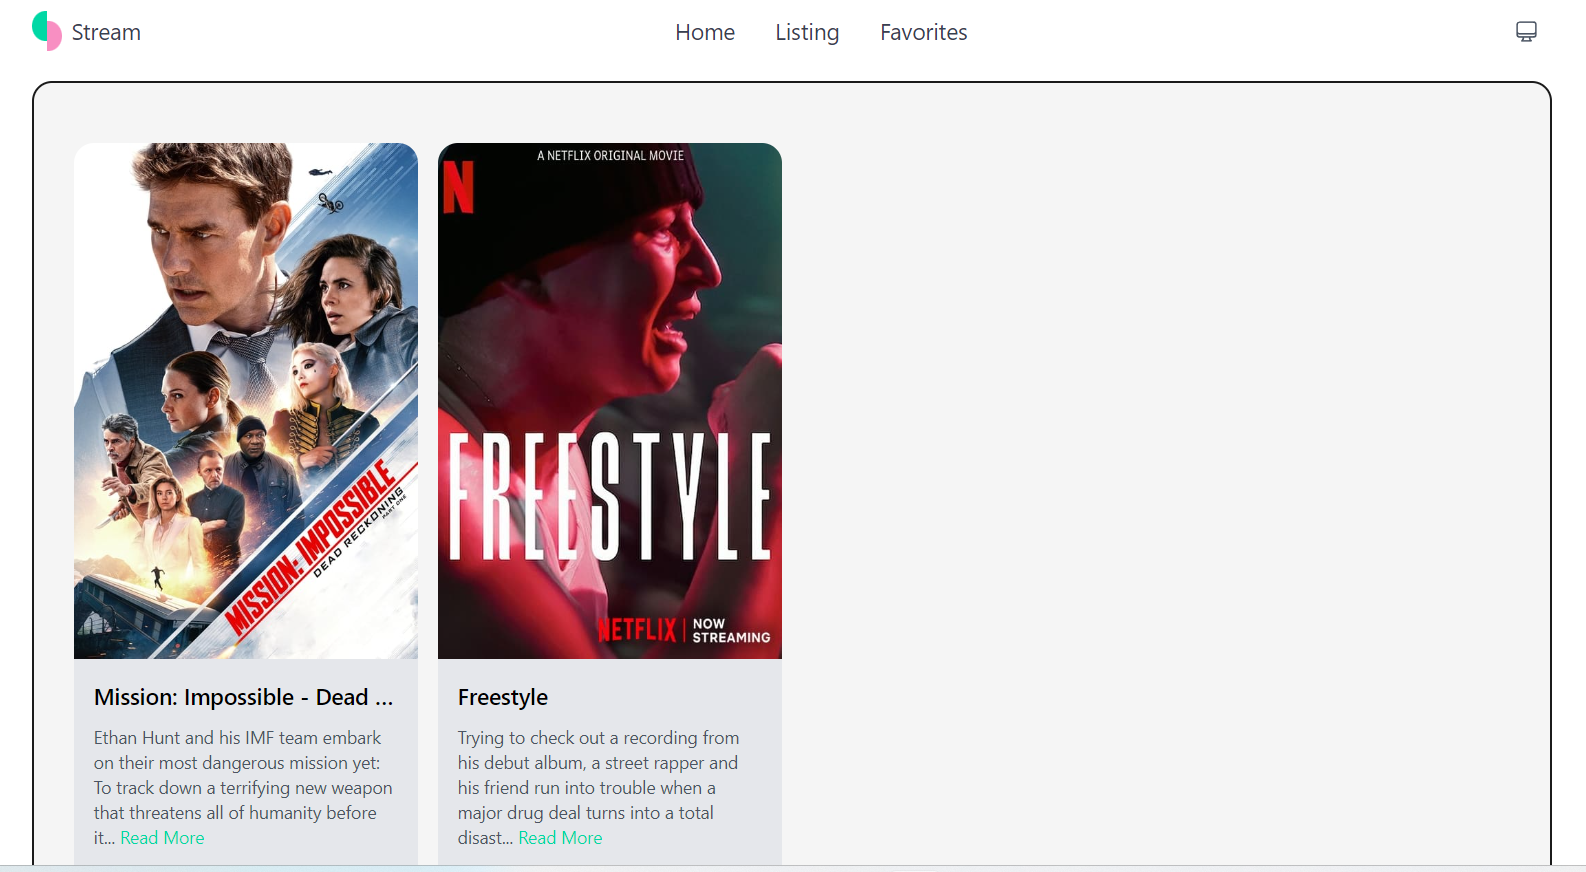 Stream
Home
Listing
Favorites
MISSION: IMPOSSIBLE
DEAD RECKONING
PART ONE
A NETFLIX ORIGINAL MOVIE
N
FREESTYLE
NETFLIX | NOW
STREAMING
Mission: Impossible - Dead ...
Ethan Hunt and his IMF team embark
on their most dangerous mission yet:
To track down a terrifying new weapon
that threatens all of humanity before
it... Read More
Freestyle
Trying to check out a recording from
his debut album, a street rapper and
his friend run into trouble when a
major drug deal turns into a total
disast... Read More